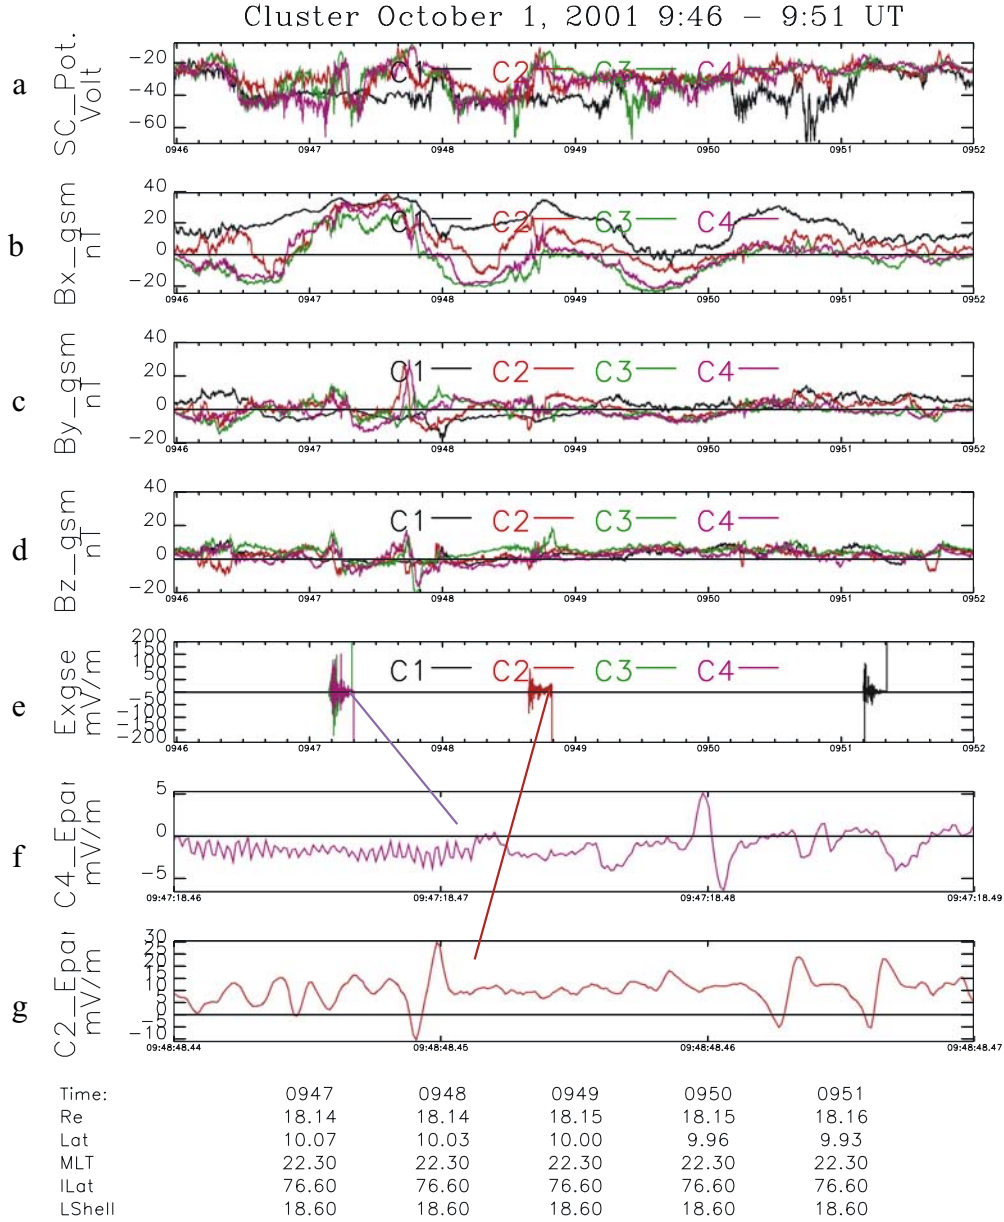 Cluster October 1, 2001 9:46 – 9:51 UT
a
SC_Pot.
Volt
-20
-40
-60
C1
C2
C3
C4
0946 0947 0948 0949 0950 0951 0952
b
Bx_gsm
nT
40
20
0
-20
C1
C2
C3
C4
0946 0947 0948 0949 0950 0951 0952
c
By_gsm
nT
40
20
0
-20
C1
C2
C3
C4
0946 0947 0948 0949 0950 0951 0952
d
Bz_gsm
nT
40
20
0
-20
C1
C2
C3
C4
0946 0947 0948 0949 0950 0951 0952
e
Exgse
mV/m
200
150
100
50
0
-50
-100
-150
-200
C1
C2
C3
C4
0946 0947 0948 0949 0950 0951 0952
f
C4_Epar
mV/m
5
0
-5
09:47:18.46 09:47:18.47 09:47:18.48 09:47:18.49
g
C2_Epar
mV/m
30
25
20
15
10
5
0
-5
-10
09:48:48.44 09:48:48.45 09:48:48.46 09:48:48.47
Time: 0947 0948 0949 0950 0951
Re 18.14 18.14 18.15 18.15 18.16
Lat 10.07 10.03 10.00 9.96 9.93
MLT 22.30 22.30 22.30 22.30 22.30
ILat 76.60 76.60 76.60 76.60 76.60
LShell 18.60 18.60 18.60 18.60 18.60